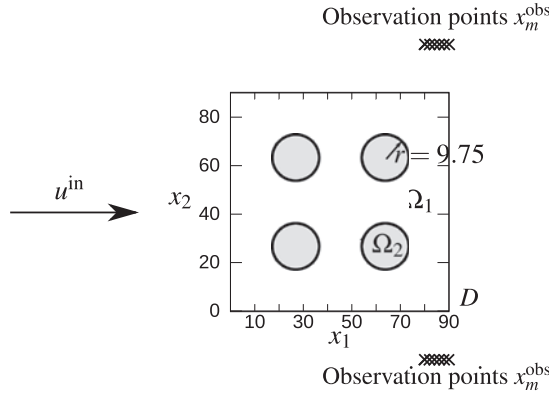 Observation points x_m^obs
u^in
x_2
80
60
40
20
0
r = 9.75
Ω_1
Ω_2
D
10 30 50 70 90
x_1
Observation points x_m^obs